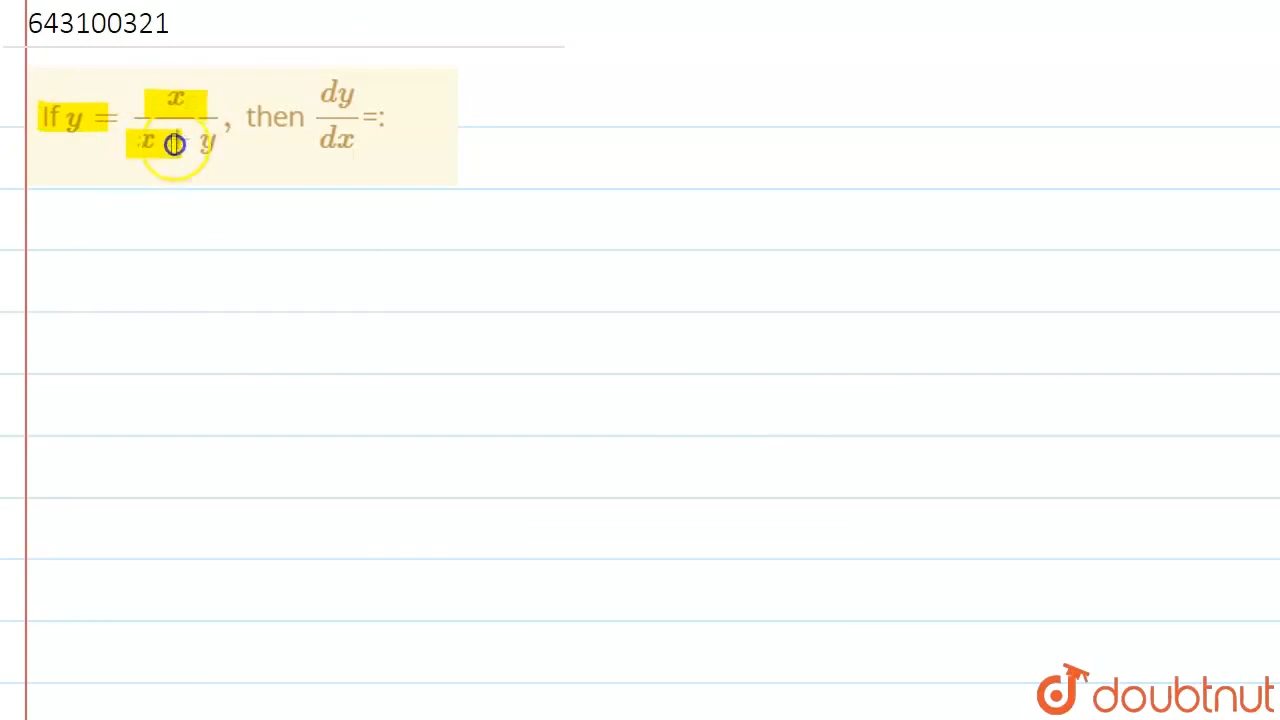 643100321
If y = x / (x + y), then dy/dx =:
doubtnut